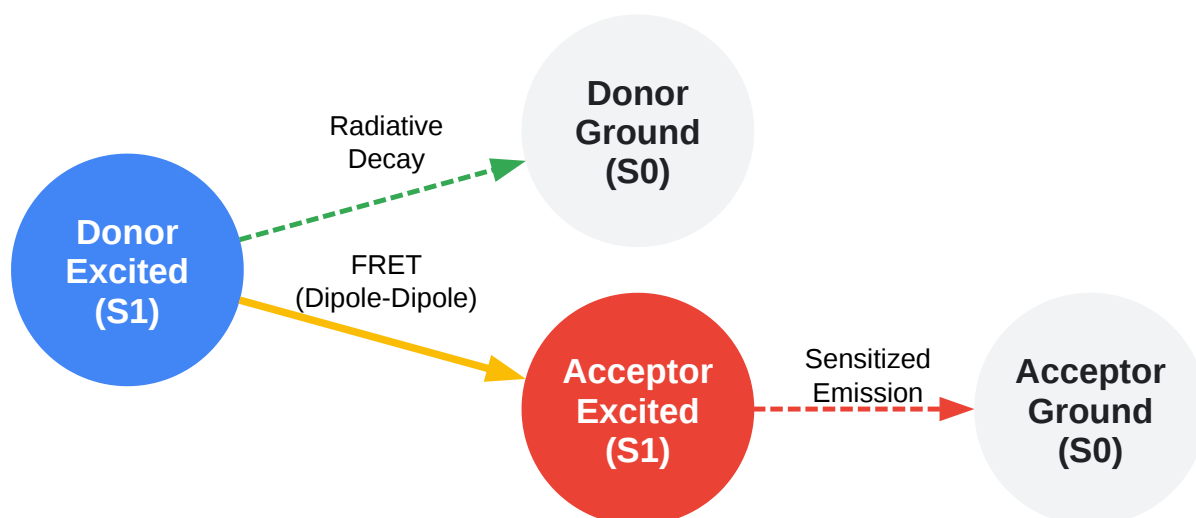 Donor
Ground
(S0)
Radiative
Decay
Donor
Excited
(S1)
FRET
(Dipole-Dipole)
Acceptor
Excited
(S1)
Sensitized
Emission
Acceptor
Ground
(S0)